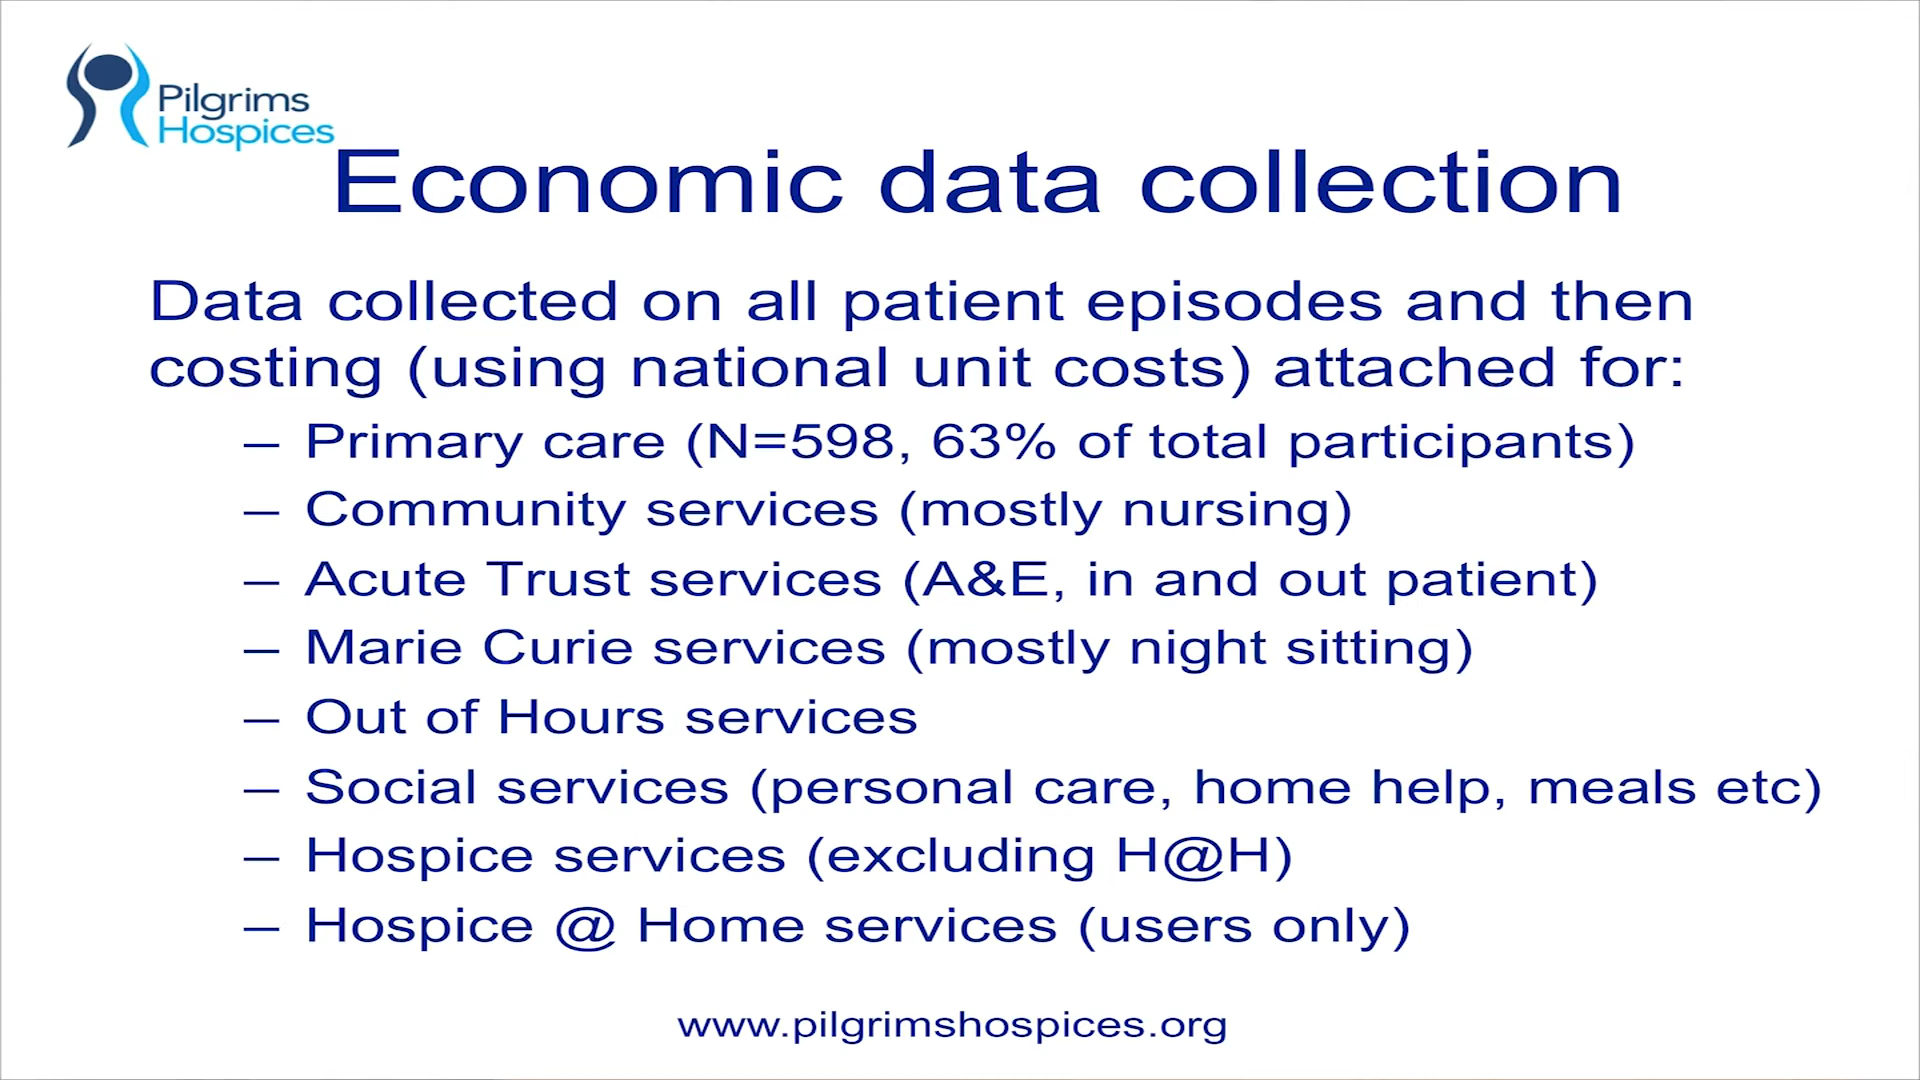 Pilgrims
Hospices
Economic data collection
Data collected on all patient episodes and then
costing (using national unit costs) attached for:
– Primary care (N=598, 63% of total participants)
– Community services (mostly nursing)
– Acute Trust services (A&E, in and out patient)
– Marie Curie services (mostly night sitting)
– Out of Hours services
– Social services (personal care, home help, meals etc)
– Hospice services (excluding H@H)
– Hospice @ Home services (users only)
www.pilgrimshospices.org